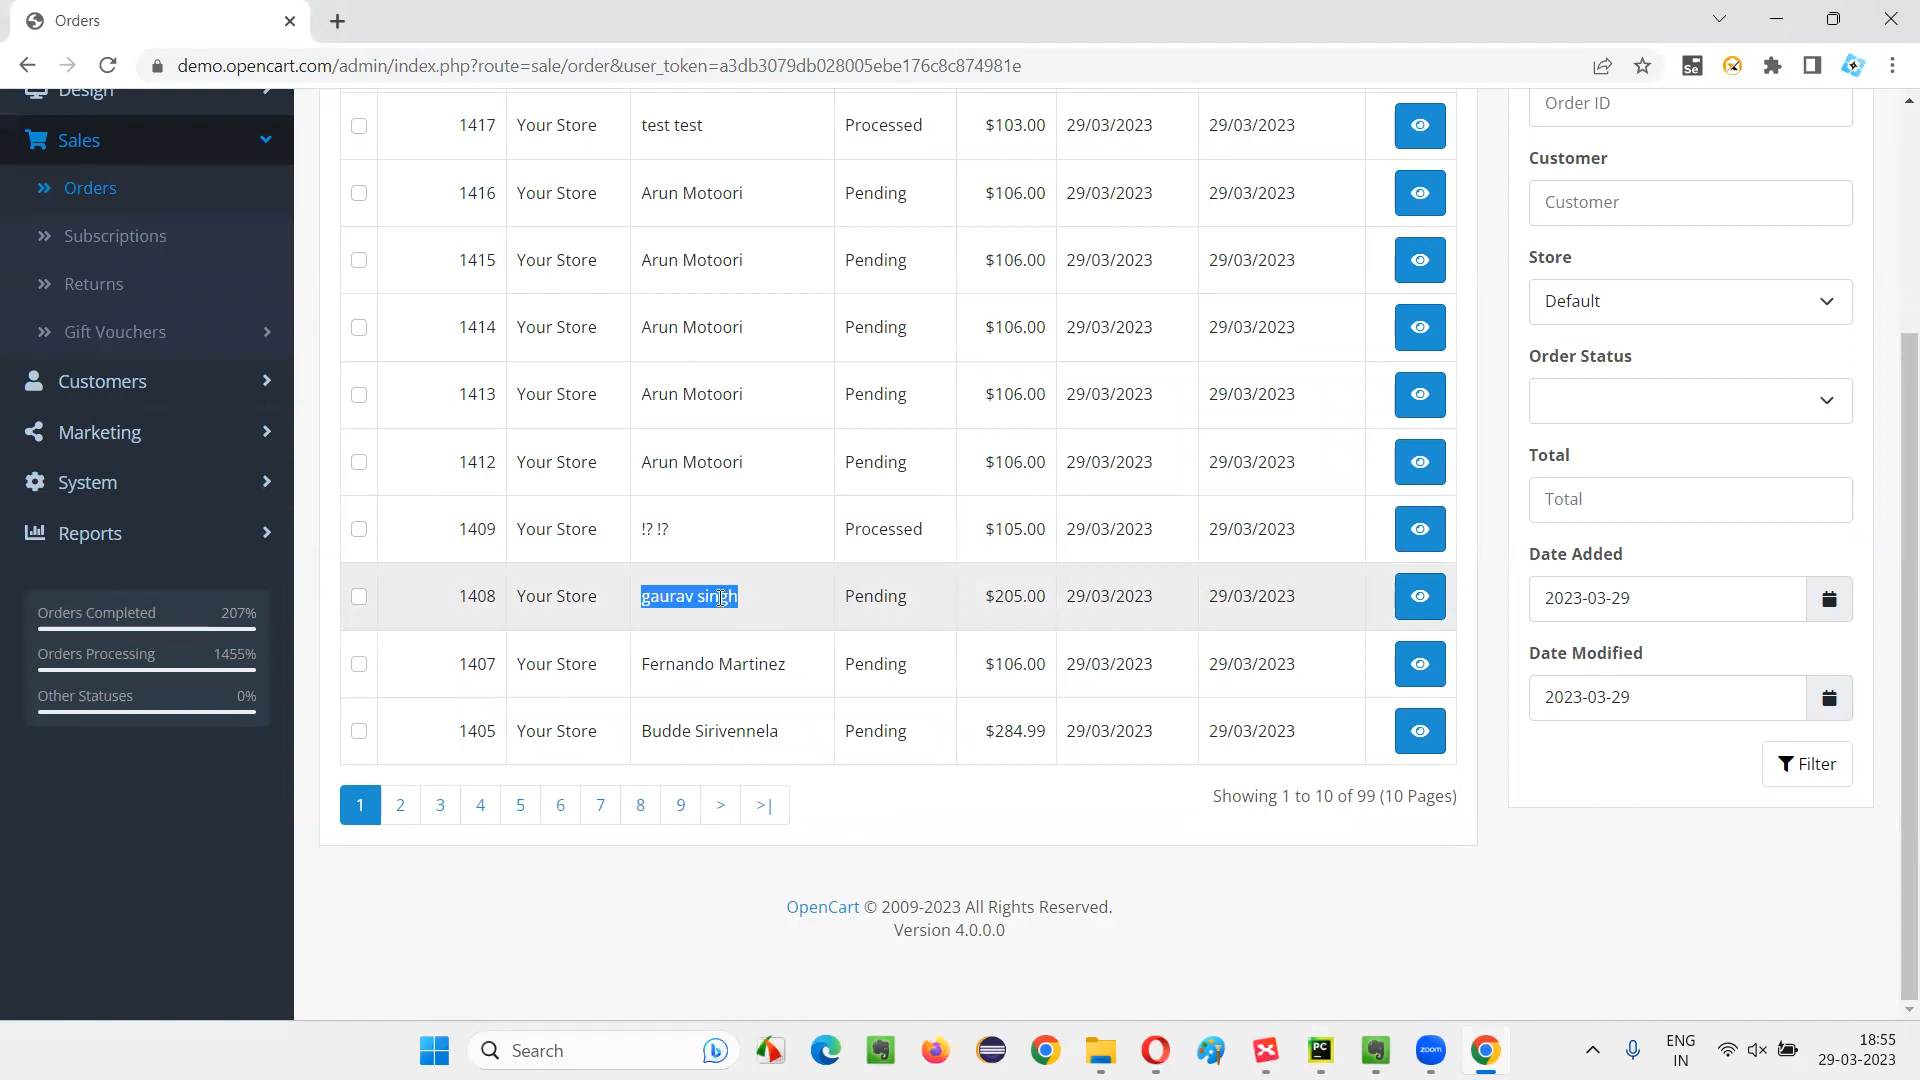 Orders
demo.opencart.com/admin/index.php?route=sale/order&user_token=a3db3079db028005ebe176c8c874981e
Se
Design
Sales
Orders
Subscriptions
Returns
Gift Vouchers
Customers
Marketing
System
Reports
Orders Completed 207%
Orders Processing 1455%
Other Statuses 0%
1417 Your Store test test Processed $103.00 29/03/2023 29/03/2023
1416 Your Store Arun Motoori Pending $106.00 29/03/2023 29/03/2023
1415 Your Store Arun Motoori Pending $106.00 29/03/2023 29/03/2023
1414 Your Store Arun Motoori Pending $106.00 29/03/2023 29/03/2023
1413 Your Store Arun Motoori Pending $106.00 29/03/2023 29/03/2023
1412 Your Store Arun Motoori Pending $106.00 29/03/2023 29/03/2023
1409 Your Store !? !? Processed $105.00 29/03/2023 29/03/2023
1408 Your Store gaurav singh Pending $205.00 29/03/2023 29/03/2023
1407 Your Store Fernando Martinez Pending $106.00 29/03/2023 29/03/2023
1405 Your Store Budde Sirivennela Pending $284.99 29/03/2023 29/03/2023
1 2 3 4 5 6 7 8 9 > >|
Showing 1 to 10 of 99 (10 Pages)
Order ID
Customer
Customer
Store
Default
Order Status
Total
Total
Date Added
2023-03-29
Date Modified
2023-03-29
Filter
OpenCart © 2009-2023 All Rights Reserved.
Version 4.0.0.0
Search
PC
zoom
ENG
IN
18:55
29-03-2023